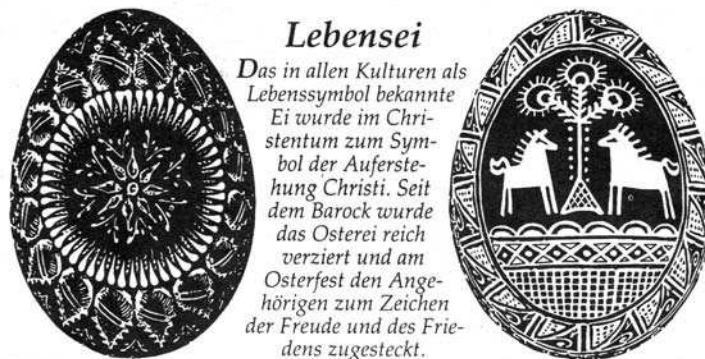 Lebensei
Das in allen Kulturen als
Lebenssymbol bekannte
Ei wurde im Chri-
stentum zum Sym-
bol der Auferste-
hung Christi. Seit
dem Barock wurde
das Osterei reich
verziert und am
Osterfest den Ange-
hörigen zum Zeichen
der Freude und des Frie-
dens zugesteckt.